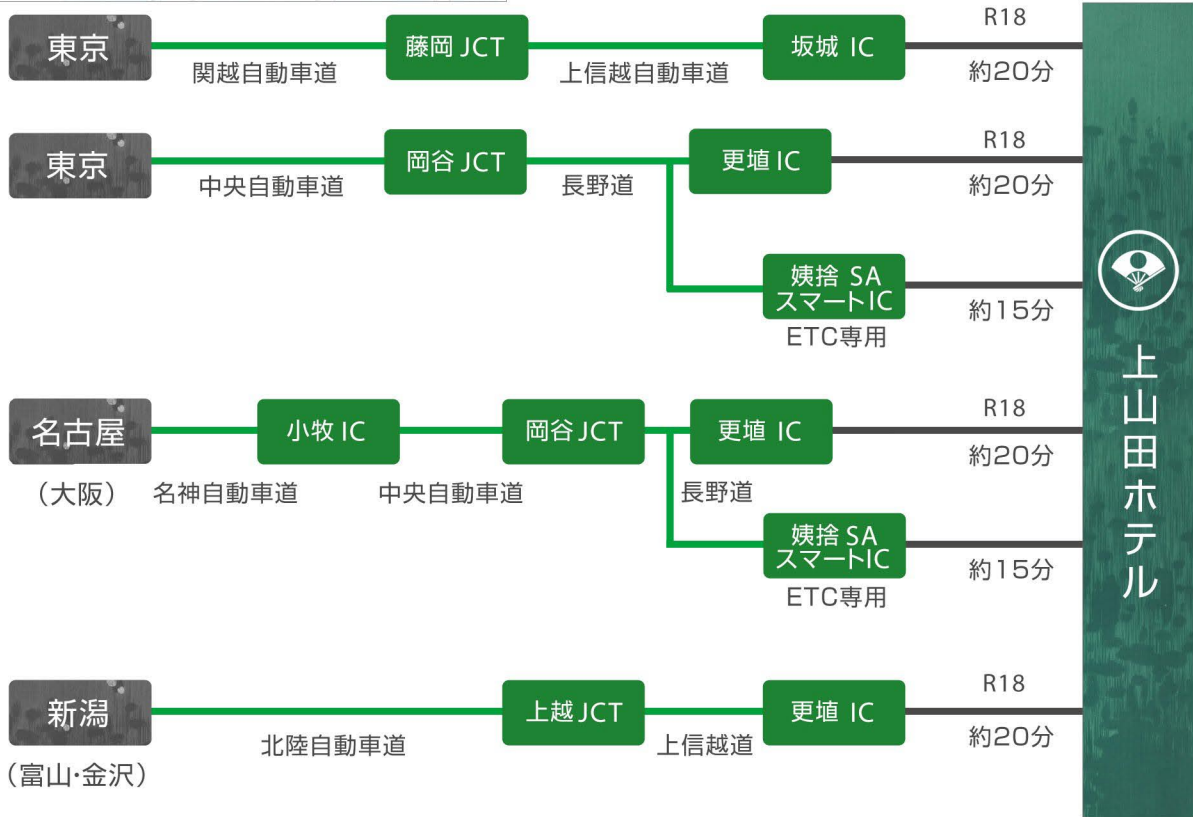 東京
関越自動車道
藤岡 JCT
上信越自動車道
坂城 IC
R18
約20分
東京
中央自動車道
岡谷 JCT
長野道
更埴 IC
R18
約20分
姨捨 SA
スマートIC
ETC専用
約15分
名古屋
(大阪)
名神自動車道
小牧 IC
中央自動車道
岡谷 JCT
長野道
更埴 IC
R18
約20分
姨捨 SA
スマートIC
ETC専用
約15分
新潟
(富山・金沢)
北陸自動車道
上越 JCT
上信越道
更埴 IC
R18
約20分
上山田ホテル